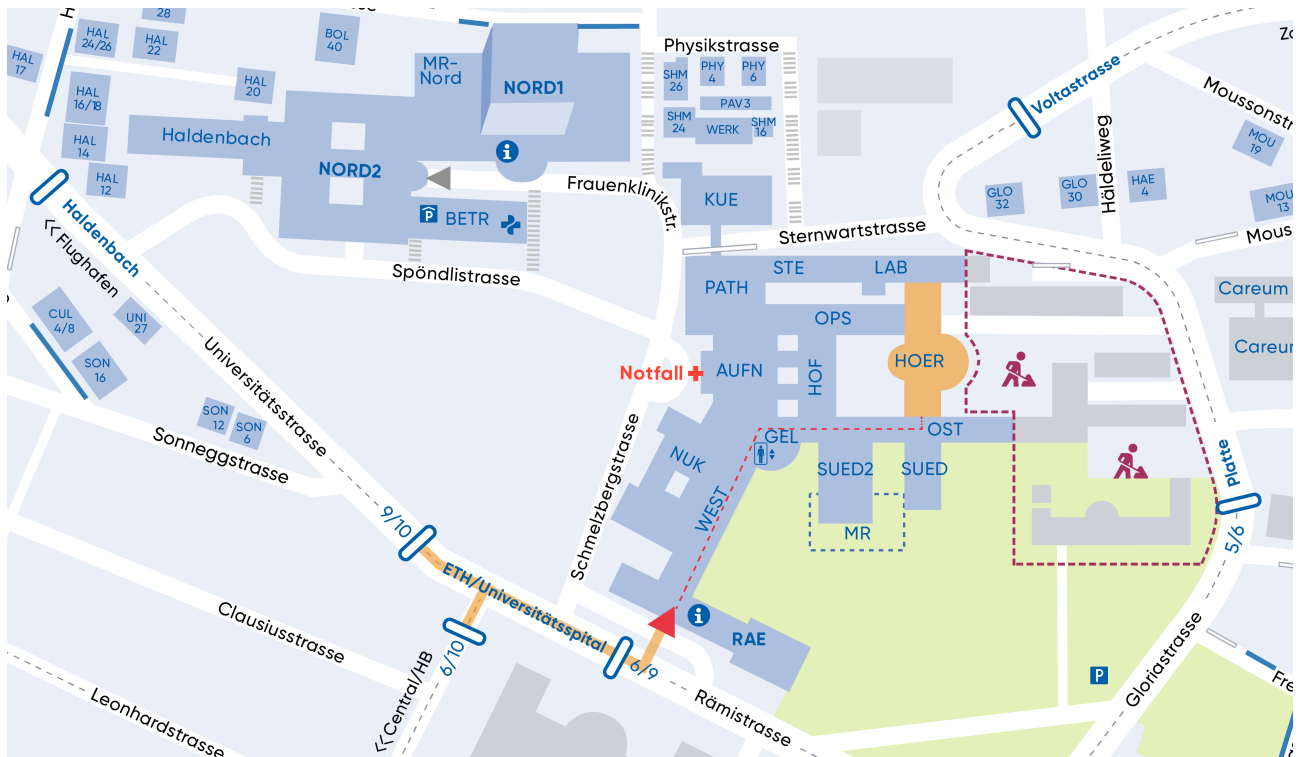 28
HAL
24/26
HAL
22
BOL
40
HAL
17
H
MR-
Nord
NORD1
Physikstrasse
SHM
26
PHY
4
PHY
6
PAV3
SHM
24
WERK
SHM
16
Voltastrasse
Moussonstr
MOU
19
MOU
13
Mous
HAL
20
HAL
16/18
HAL
14
HAL
12
Haldenbach
NORD2
i
Frauenklinikstr.
KUE
GLO
32
GLO
30
HAE
4
Häldeliweg
P
BETR
Sternwartstrasse
Haldenbach
<<Flughafen
Spöndlistrasse
STE
LAB
PATH
OPS
Careum
Careum
CUL
4/8
UNI
27
SON
16
SON
12
SON
6
Notfall
AUFN
HOF
HOER
Universitätsstrasse
Sonneggstrasse
Schmelzbergstrasse
GEL
OST
NUK
SUED2
SUED
WEST
MR
Platte
5/6
9/10
ETH/Universitätsspital
6/10
6/9
i
RAE
P
Clausiusstrasse
<<Central/HB
Rämistrasse
Gloriastrasse
Fre
Leonhardstrasse